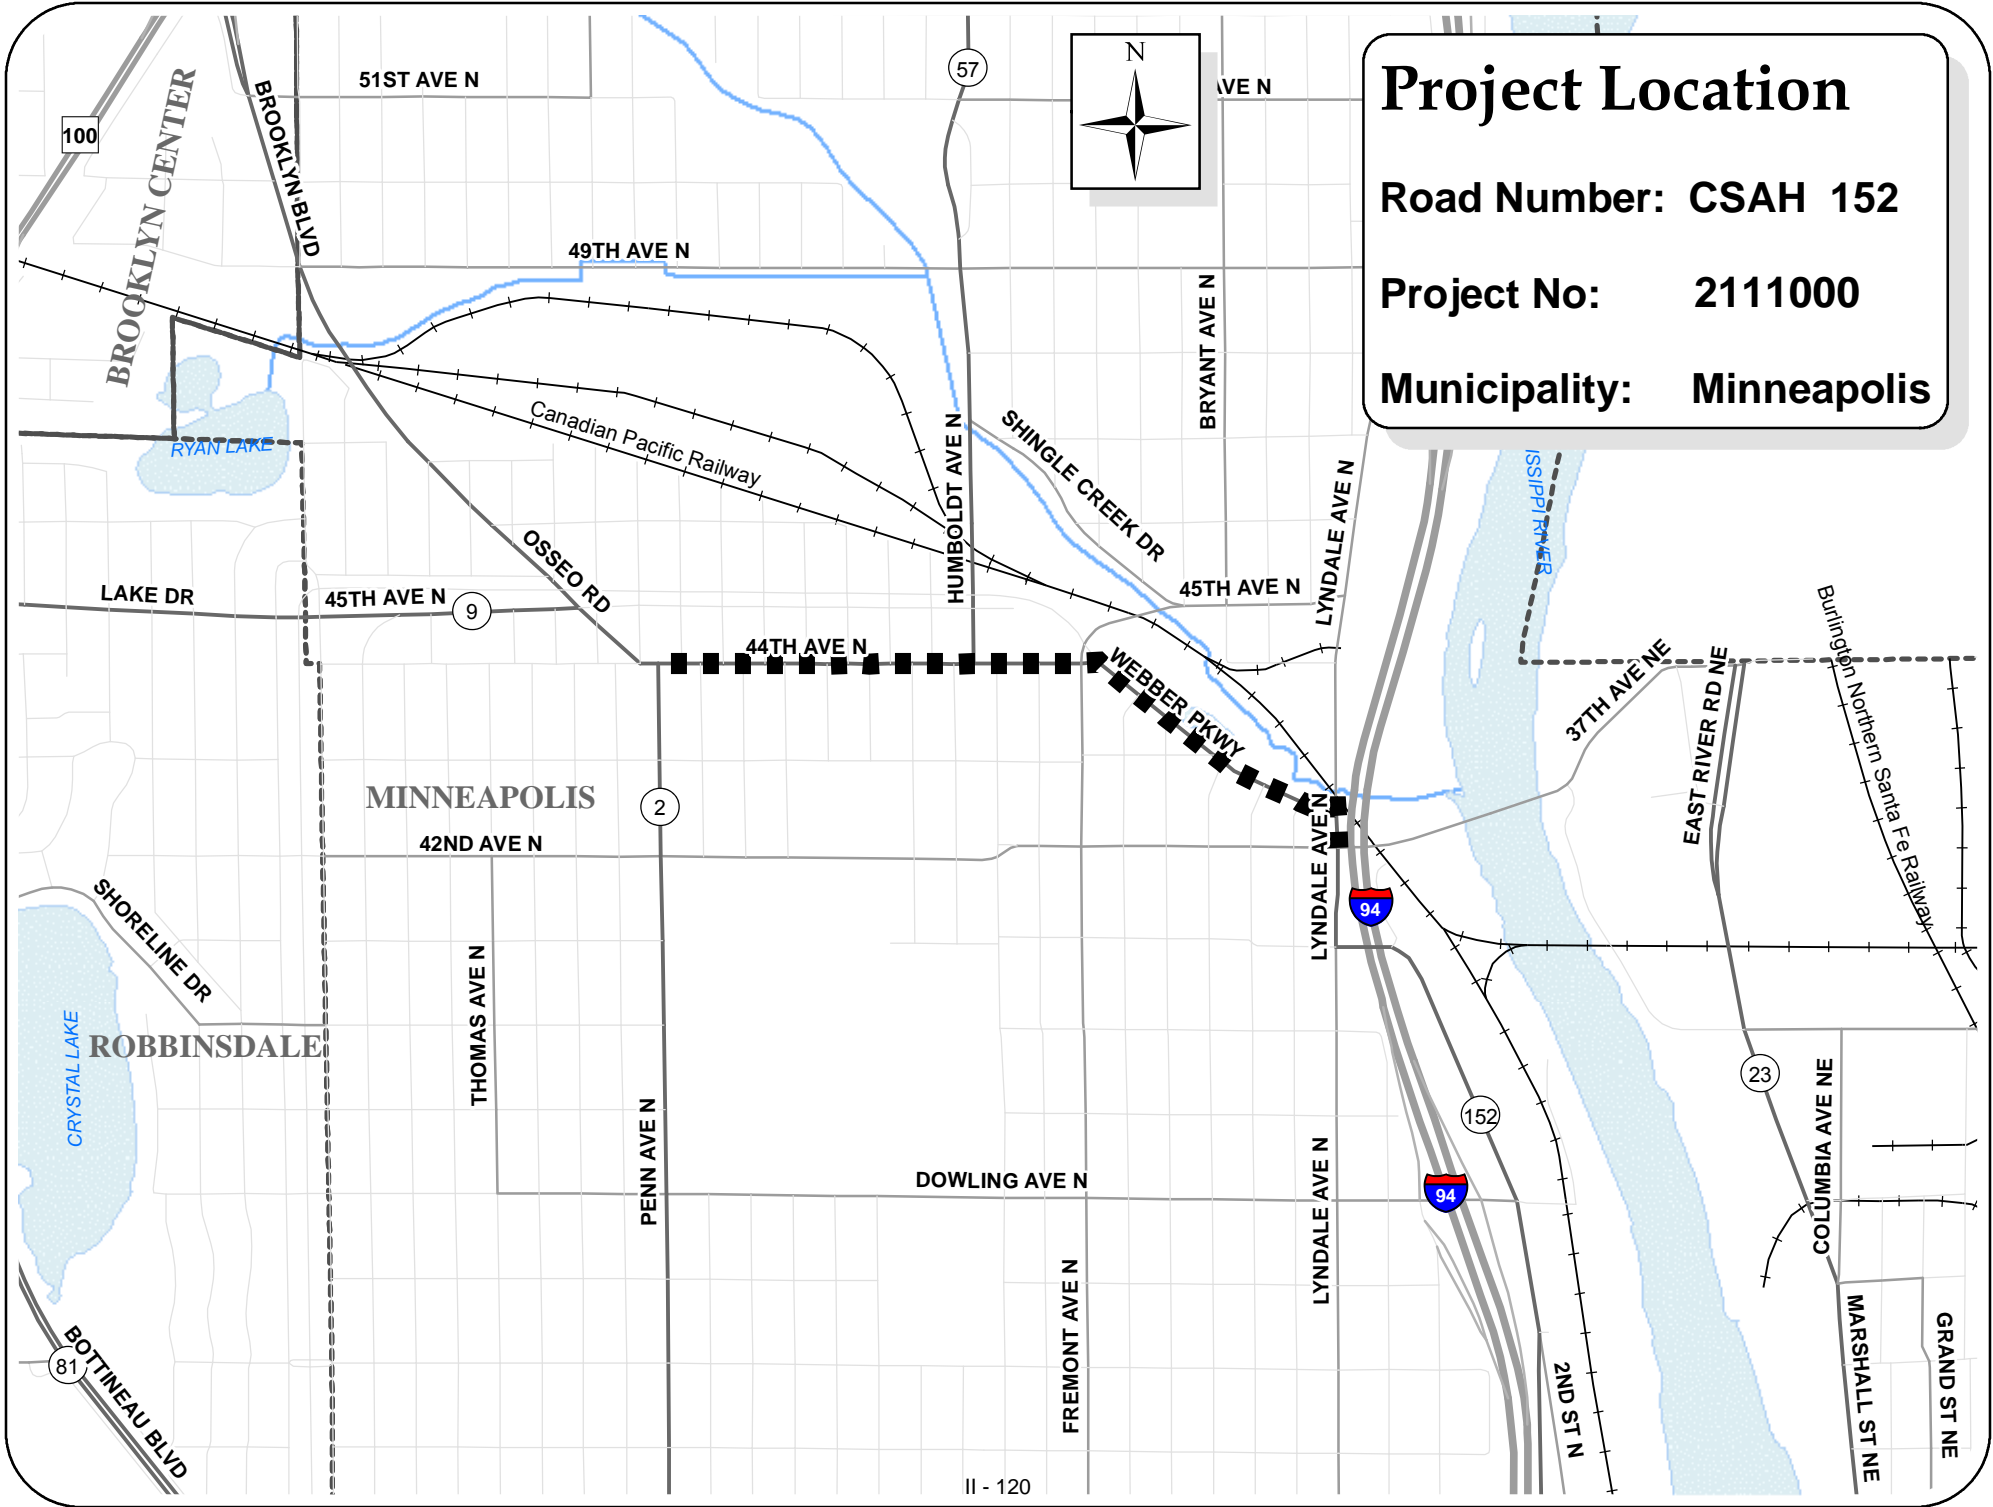 Project Location
Road Number: CSAH 152
Project No: 2111000
Municipality: Minneapolis
N
51ST AVE N
57
AVE N
100
BROOKLYN CENTER
BROOKLYN BLVD
49TH AVE N
BRYANT AVE N
Canadian Pacific Railway
HUMBOLDT AVE N
SHINGLE CREEK DR
LYNDALE AVE N
ISSIPPI RIVER
RYAN LAKE
OSSEO RD
LAKE DR
45TH AVE N
9
45TH AVE N
44TH AVE N
WEBBER PKWY
37TH AVE NE
EAST RIVER RD NE
Burlington Northern Santa Fe Railway
MINNEAPOLIS
2
42ND AVE N
LYNDALE AVE N
94
SHORELINE DR
THOMAS AVE N
CRYSTAL LAKE
ROBBINSDALE
23
152
COLUMBIA AVE NE
PENN AVE N
DOWLING AVE N
LYNDALE AVE N
94
FREMONT AVE N
81
BOTTINEAU BLVD
2ND ST N
MARSHALL ST NE
GRAND ST NE
II - 120